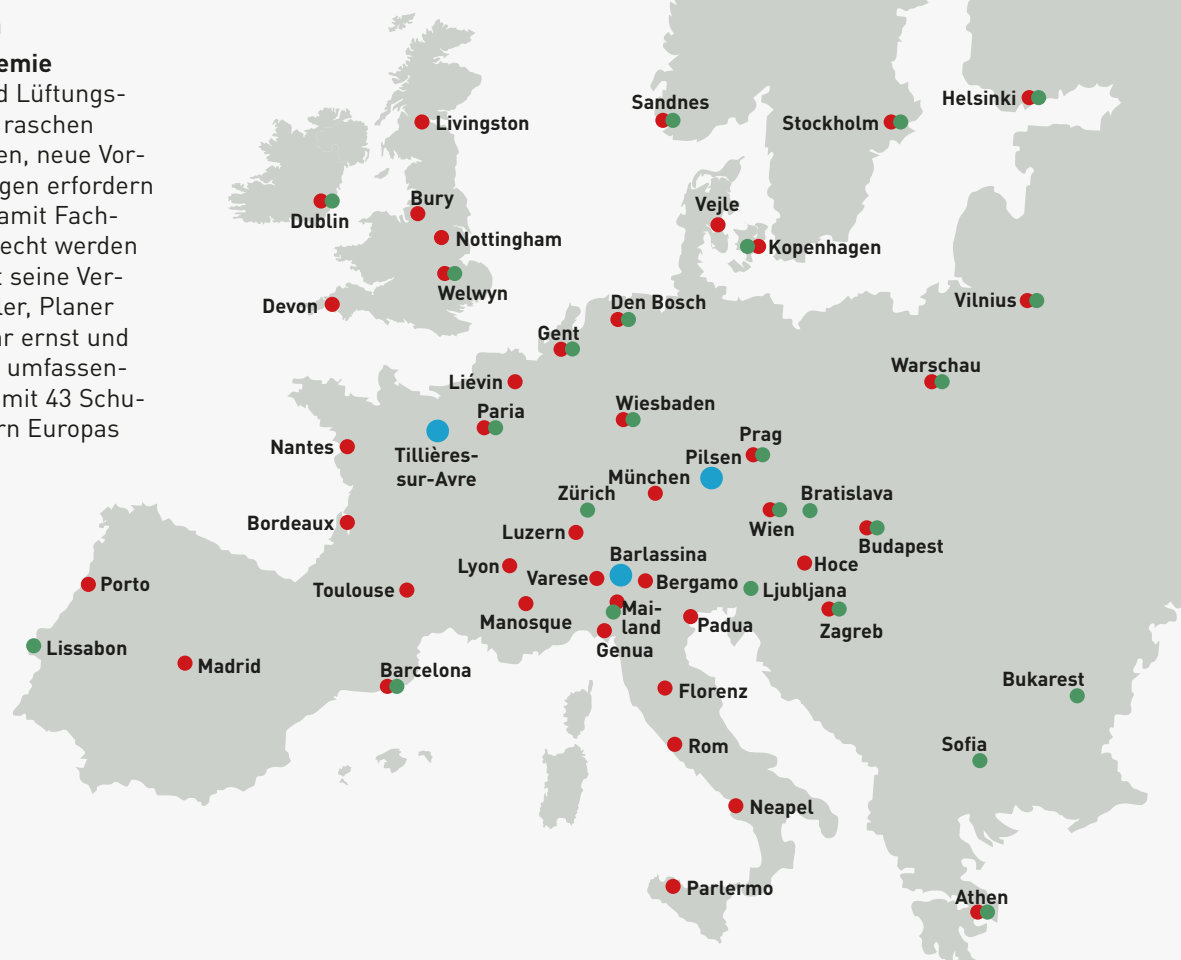 emie
d Lüftungs-
raschen
en, neue Vor-
gen erfordern
amit Fach-
echt werden
t seine Ver-
ler, Planer
r ernst und
umfassen-
mit 43 Schu-
rn Europas
Helsinki
Sandnes
Stockholm
Livingston
Bury
Vejle
Dublin
Nottingham
Kopenhagen
Welwyn
Devon
Den Bosch
Vilnius
Gent
Warschau
Liévin
Wiesbaden
Paria
Prag
Nantes
Tillières-
sur-Avre
Pilsen
München
Zürich
Bratislava
Bordeaux
Luzern
Wien
Budapest
Barlassina
Hoce
Lyon
Varese
Bergamo
Porto
Toulouse
Ljubljana
Manosque
Mai-
land
Padua
Zagreb
Lissabon
Genua
Madrid
Barcelona
Bukarest
Florenz
Sofia
Rom
Neapel
Parlermo
Athen